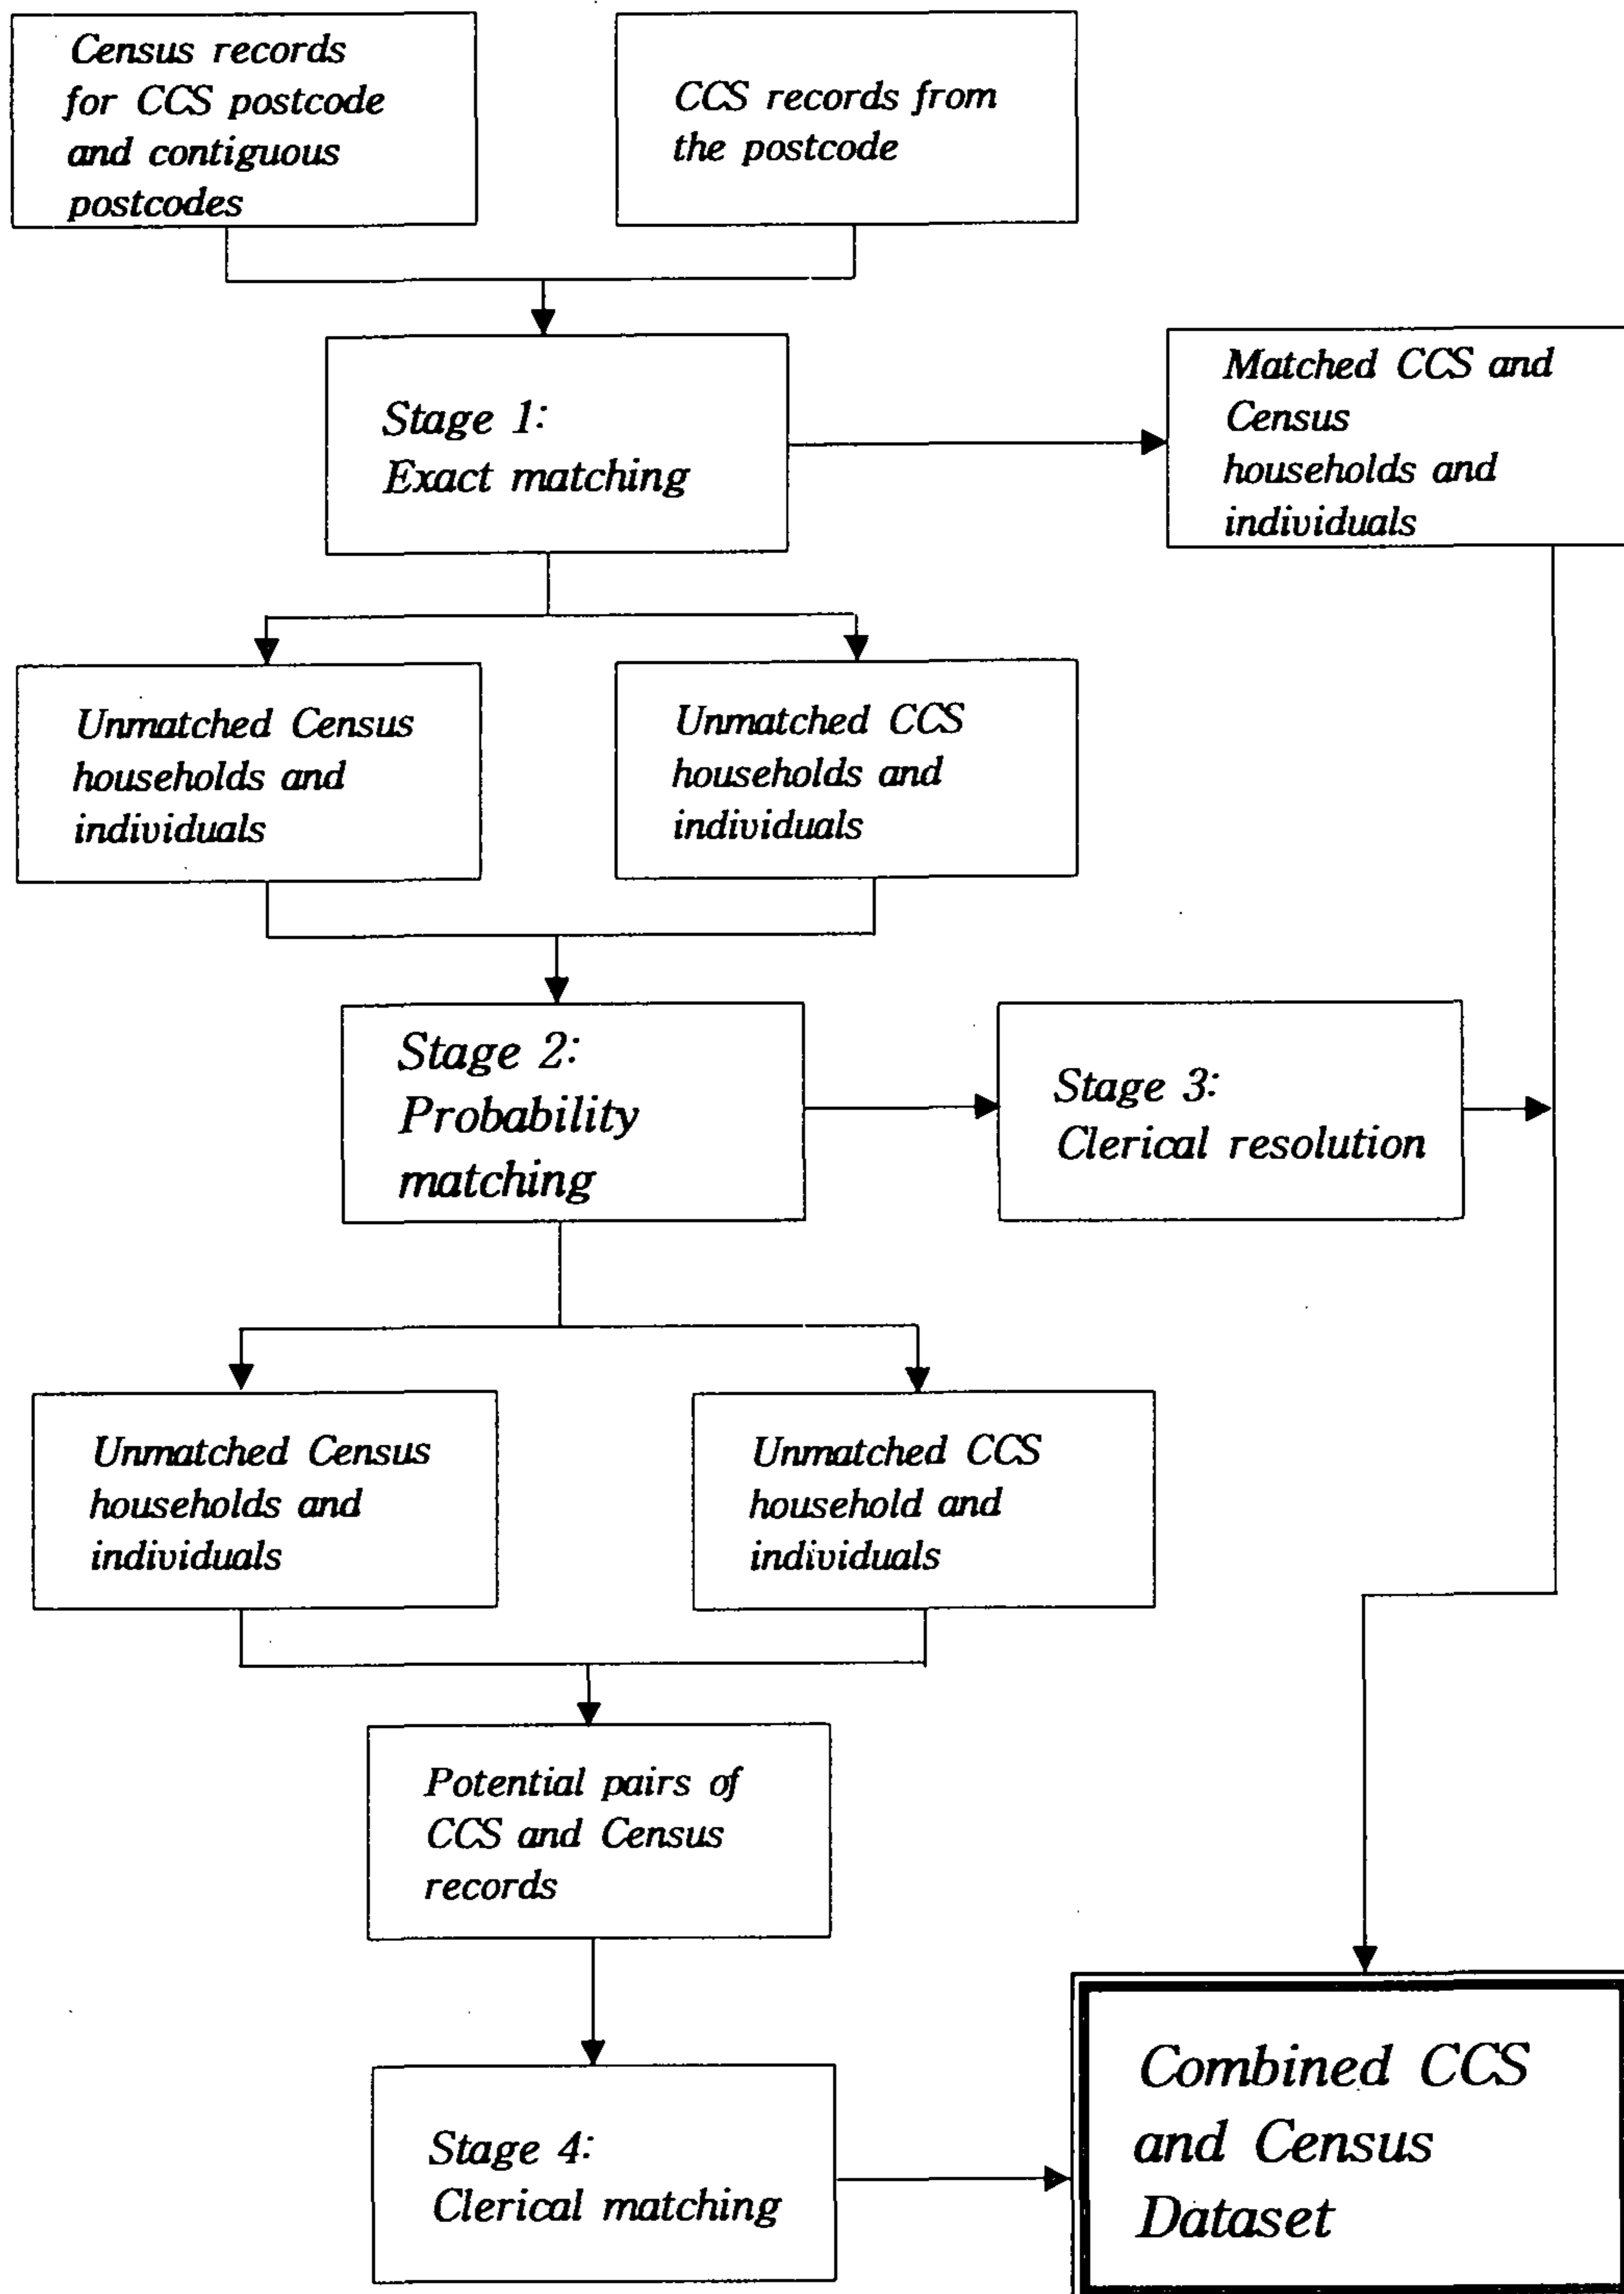 Census records
for CCS postcode
and contiguous
postcodes
CCS records from
the postcode
Stage 1:
Exact matching
Matched CCS and
Census
households and
individuals
Unmatched Census
households and
individuals
Unmatched CCS
households and
individuals
Stage 2:
Probability
matching
Stage 3:
Clerical resolution
Unmatched Census
households and
individuals
Unmatched CCS
household and
individuals
Potential pairs of
CCS and Census
records
Stage 4:
Clerical matching
Combined CCS
and Census
Dataset